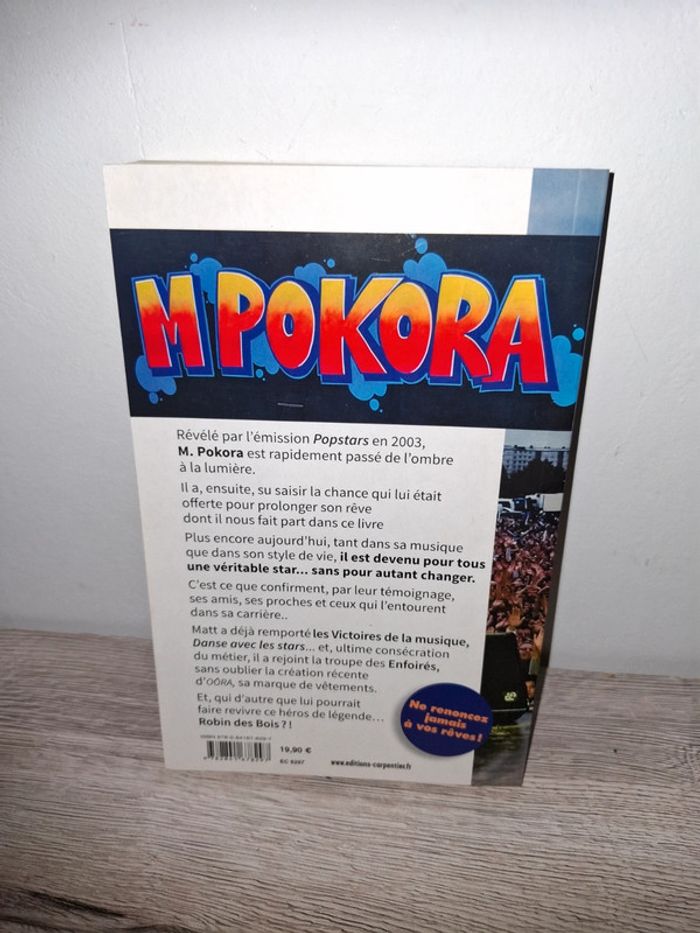 M POKORA
Révélé par l'émission Popstars en 2003,
M. Pokora est rapidement passé de l'ombre
à la lumière.
Il a, ensuite, su saisir la chance qui lui était
offerte pour prolonger son rêve
dont il nous fait part dans ce livre
Plus encore aujourd'hui, tant dans sa musique
que dans son style de vie, il est devenu pour tous
une véritable star... sans pour autant changer.
C'est ce que confirment, par leur témoignage,
ses amis, ses proches et ceux qui l'entourent
dans sa carrière..
Matt a déjà remporté les Victoires de la musique,
Danse avec les stars... et, ultime consécration
du métier, il a rejoint la troupe des Enfoirés,
sans oublier la création récente
d'OÔRA, sa marque de vêtements.
Et, qui d'autre que lui pourrait
faire revivre ce héros de légende...
Robin des Bois ? !
Ne renoncez
jamais
à vos rêves !
19,90 €
www.editions-carpentier.fr